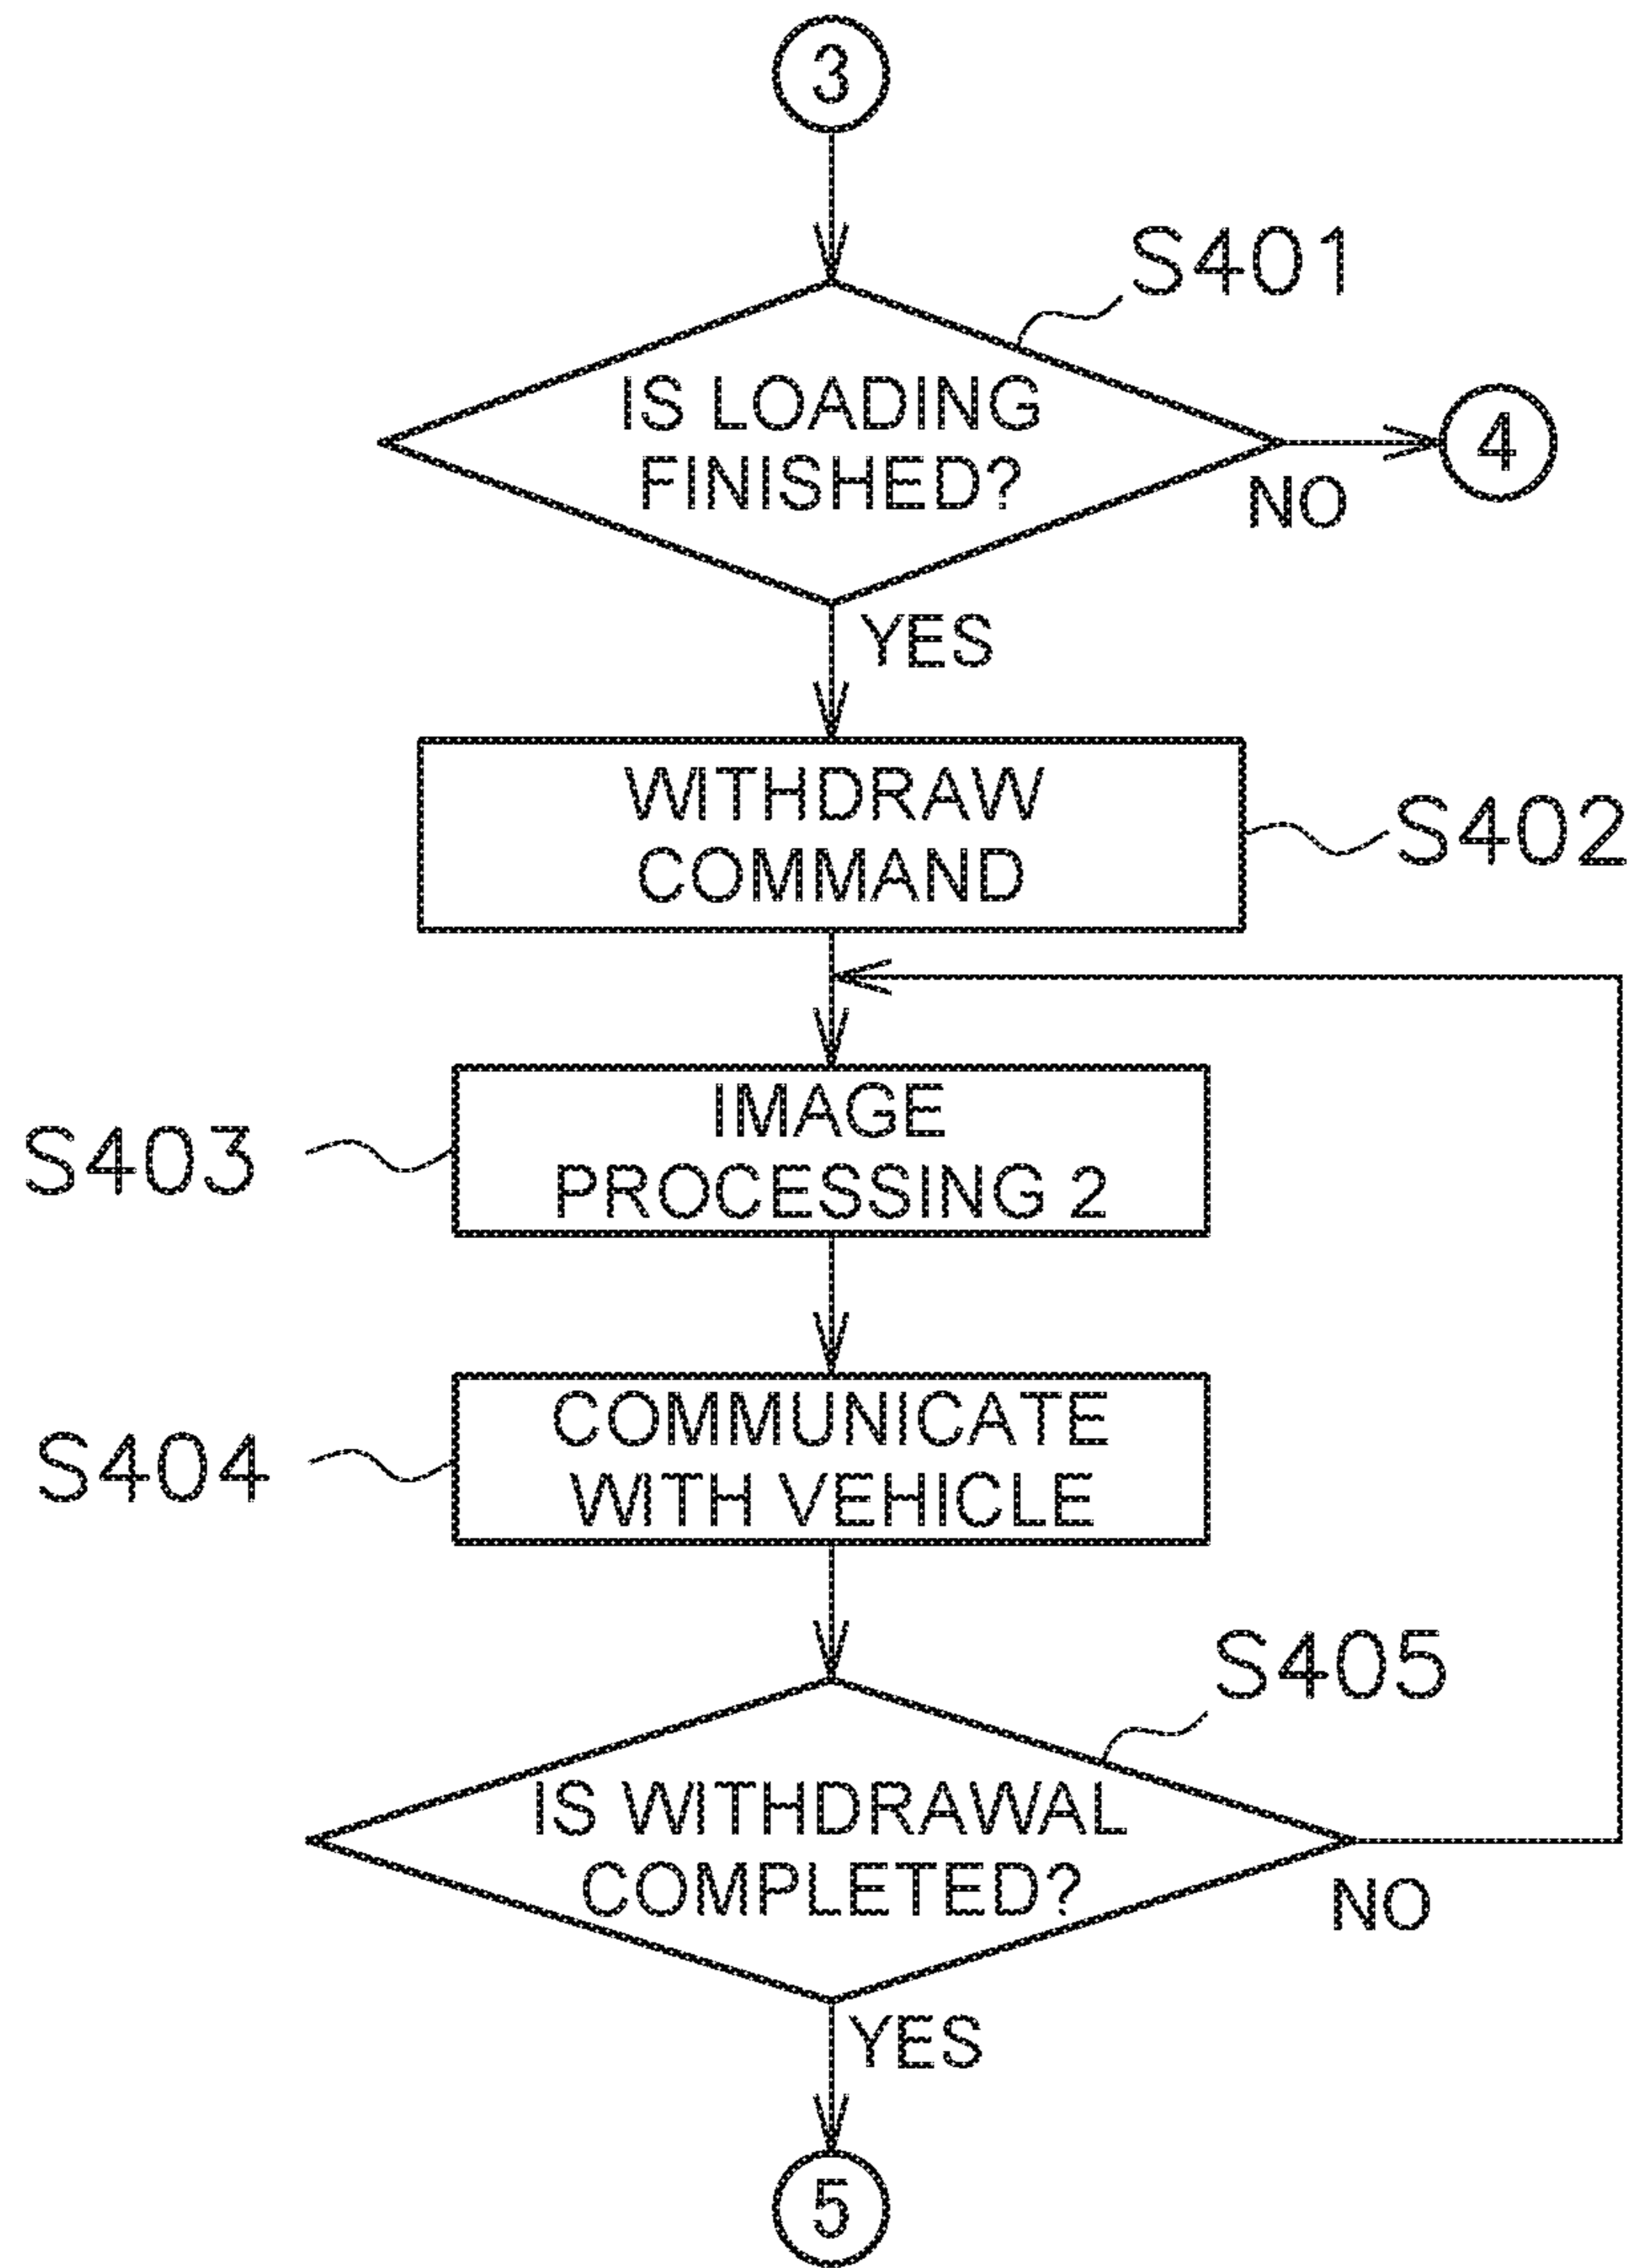 3
S401
IS LOADING
FINISHED?
4
NO
YES
WITHDRAW
COMMAND
S402
IMAGE
PROCESSING 2
S403
COMMUNICATE
WITH VEHICLE
S404
S405
IS WITHDRAWAL
COMPLETED?
NO
YES
5